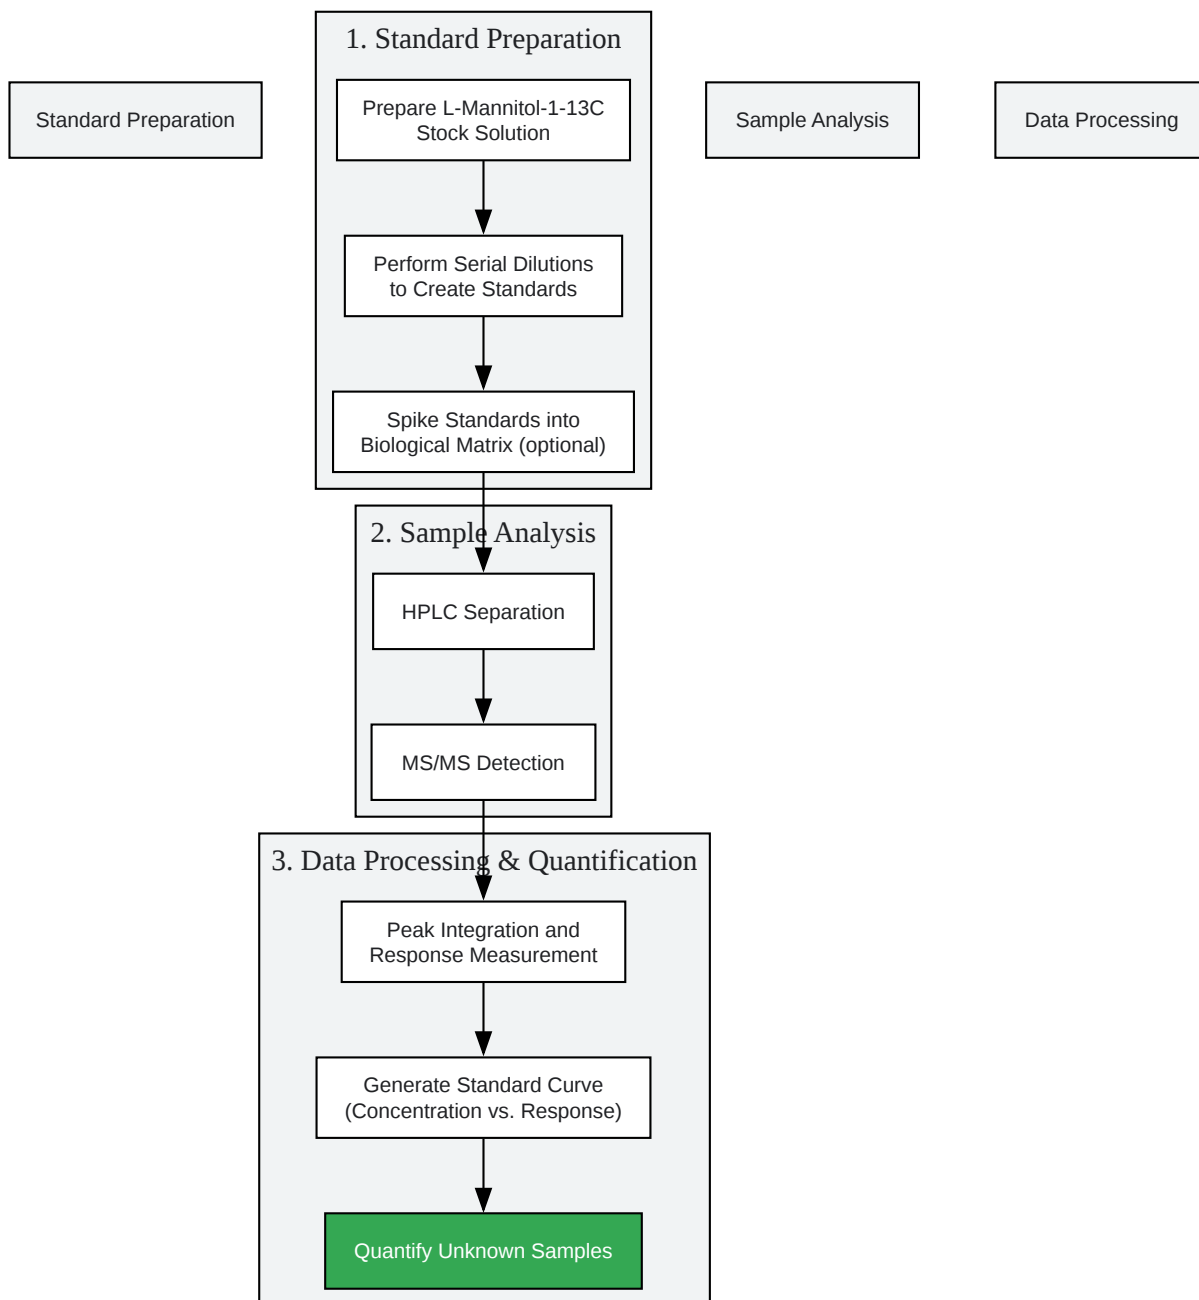 1. Standard Preparation
Standard Preparation
Prepare L-Mannitol-1-13C
Stock Solution
Sample Analysis
Data Processing
Perform Serial Dilutions
to Create Standards
Spike Standards into
Biological Matrix (optional)
2. Sample Analysis
HPLC Separation
MS/MS Detection
3. Data Processing & Quantification
Peak Integration and
Response Measurement
Generate Standard Curve
(Concentration vs. Response)
Quantify Unknown Samples